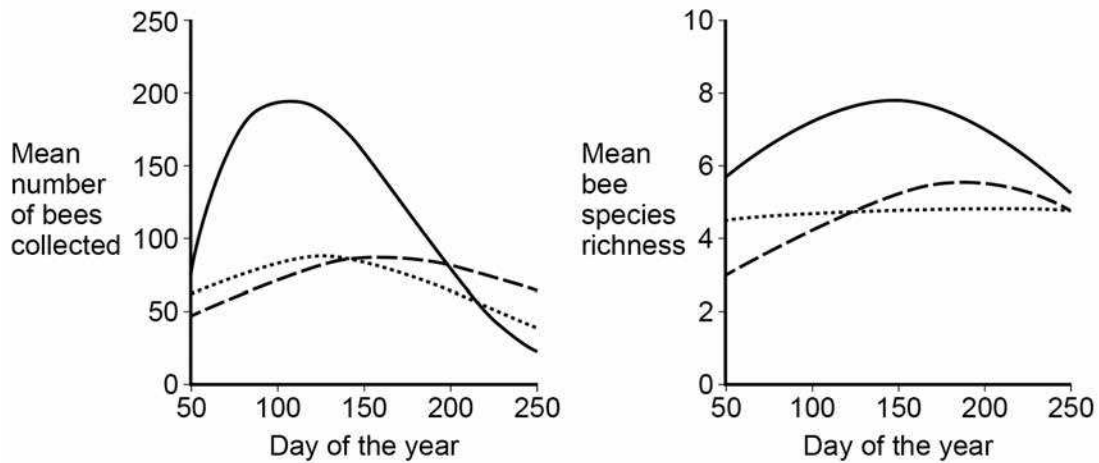 250
200
150
100
50
0
Mean
number
of bees
collected
50 100 150 200 250
Day of the year
10
8
6
4
2
0
Mean
bee
species
richness
50 100 150 200 250
Day of the year